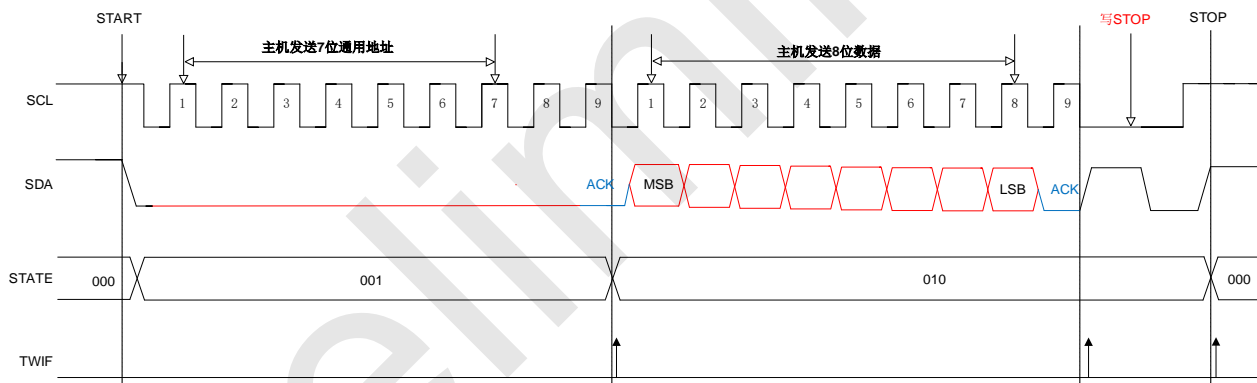 START
写STOP
STOP
主机发送7位通用地址
主机发送8位数据
SCL
1 2 3 4 5 6 7 8 9 1 2 3 4 5 6 7 8 9
SDA
ACK
MSB
LSB
ACK
STATE
000
001
010
000
TWIF